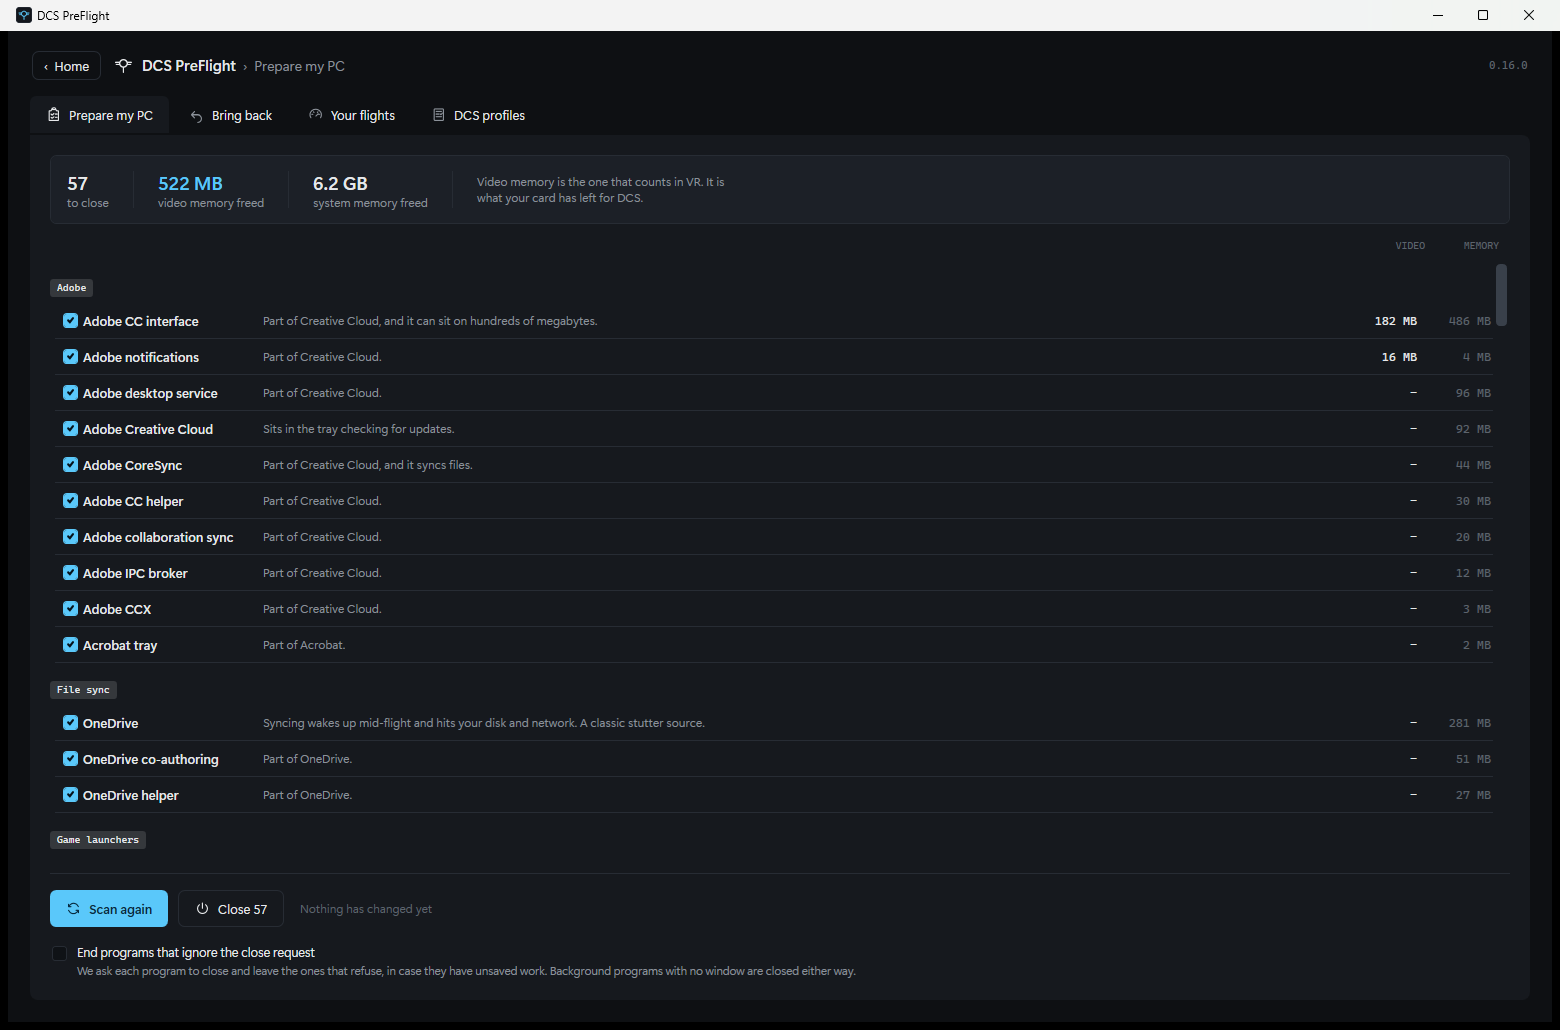 DCS PreFlight
‹ Home
DCS PreFlight › Prepare my PC
0.16.0
Prepare my PC
Bring back
Your flights
DCS profiles
57
to close
522 MB
video memory freed
6.2 GB
system memory freed
Video memory is the one that counts in VR. It is
what your card has left for DCS.
VIDEO MEMORY
Adobe
Adobe CC interface Part of Creative Cloud, and it can sit on hundreds of megabytes. 182 MB 486 MB
Adobe notifications Part of Creative Cloud. 16 MB 4 MB
Adobe desktop service Part of Creative Cloud. – 96 MB
Adobe Creative Cloud Sits in the tray checking for updates. – 92 MB
Adobe CoreSync Part of Creative Cloud, and it syncs files. – 44 MB
Adobe CC helper Part of Creative Cloud. – 30 MB
Adobe collaboration sync Part of Creative Cloud. – 20 MB
Adobe IPC broker Part of Creative Cloud. – 12 MB
Adobe CCX Part of Creative Cloud. – 3 MB
Acrobat tray Part of Acrobat. – 2 MB
File sync
OneDrive Syncing wakes up mid-flight and hits your disk and network. A classic stutter source. – 281 MB
OneDrive co-authoring Part of OneDrive. – 51 MB
OneDrive helper Part of OneDrive. – 27 MB
Game launchers
Scan again
Close 57
Nothing has changed yet
End programs that ignore the close request
We ask each program to close and leave the ones that refuse, in case they have unsaved work. Background programs with no window are closed either way.